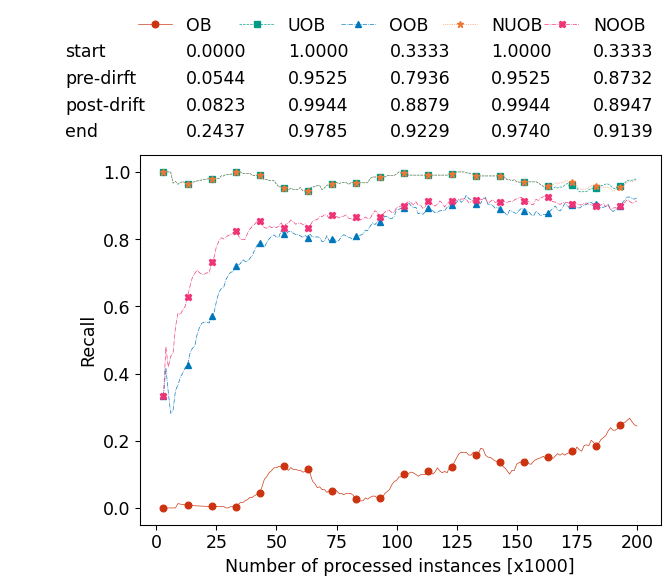 OB UOB OOB NUOB NOOB
start 0.0000 1.0000 0.3333 1.0000 0.3333
pre-dirft 0.0544 0.9525 0.7936 0.9525 0.8732
post-drift 0.0823 0.9944 0.8879 0.9944 0.8947
end 0.2437 0.9785 0.9229 0.9740 0.9139
1.0
0.8
0.6
0.4
0.2
0.0
Recall
0 25 50 75 100 125 150 175 200
Number of processed instances [x1000]